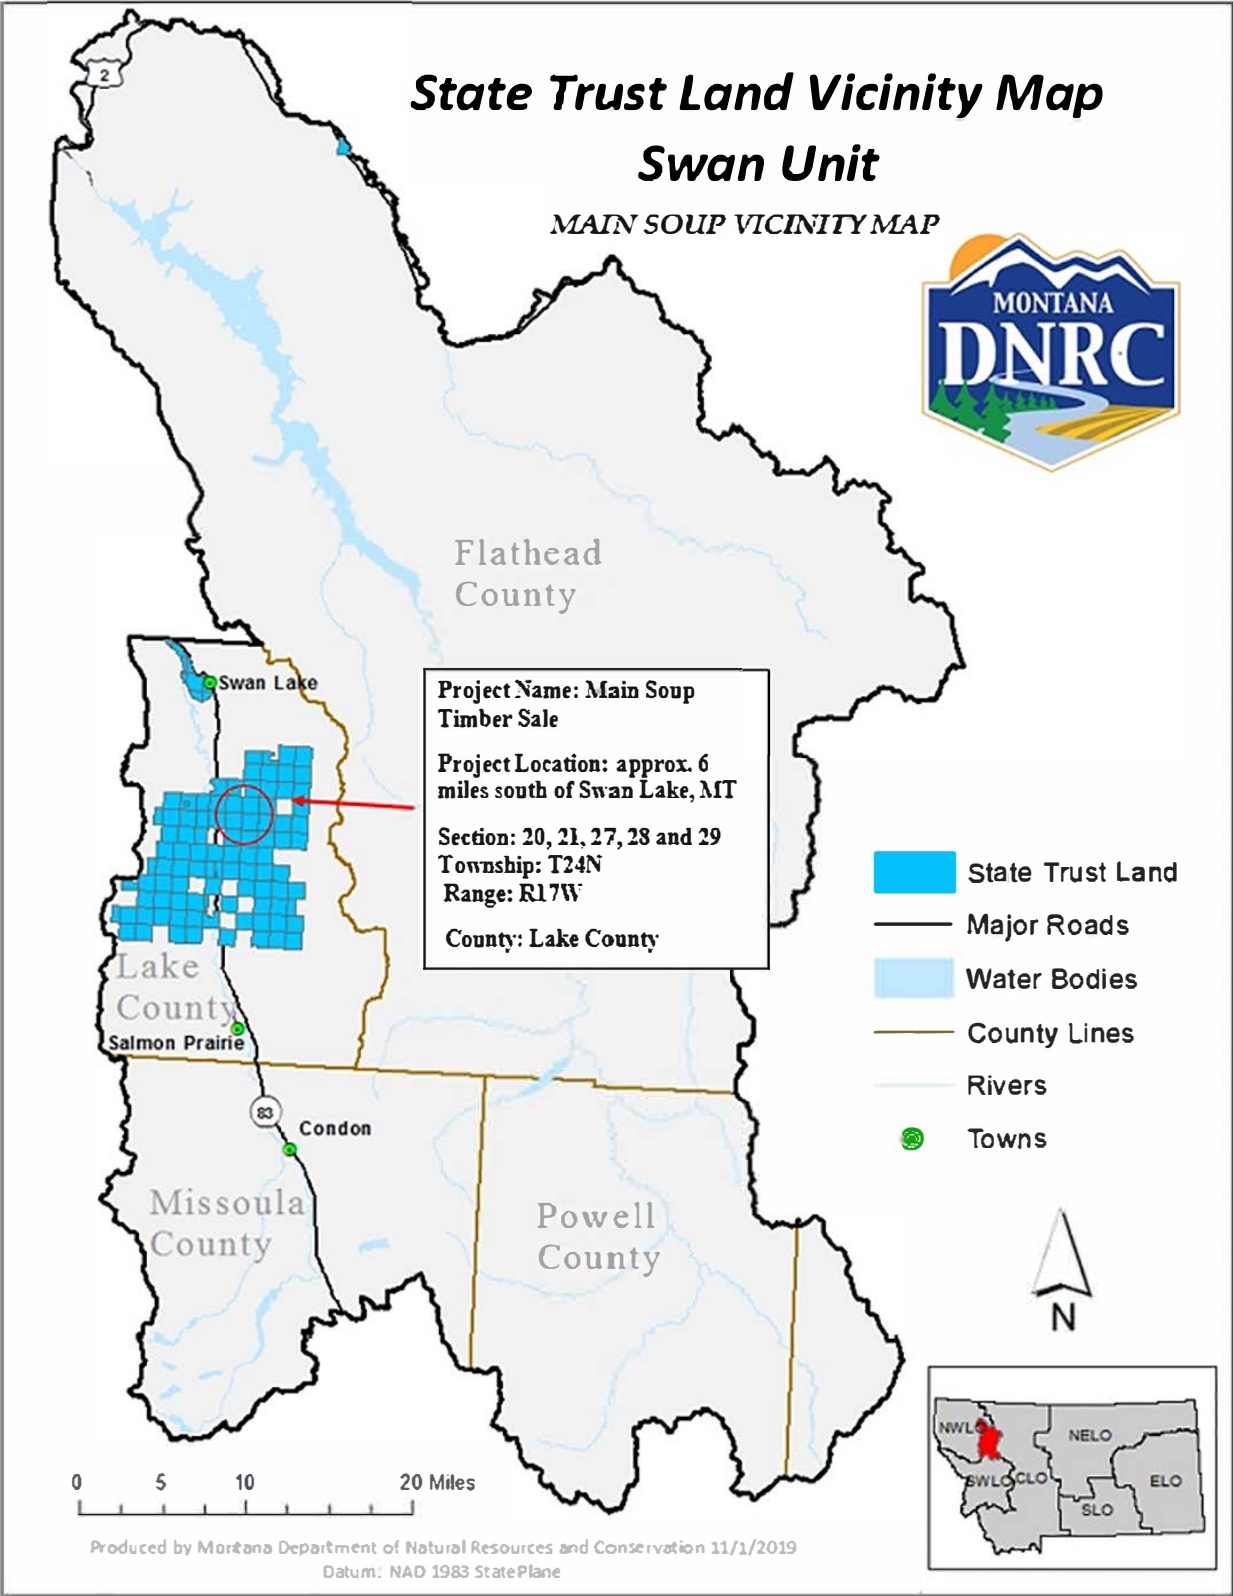 2
State Trust Land Vicinity Map
Swan Unit
MAIN SOUP VICINITY MAP
MONTANA
DNRC
Flathead
County
Swan Lake
Project Name: Main Soup
Timber Sale
Project Location: approx. 6
miles south of Swan Lake, MT
Section: 20, 21, 27, 28 and 29
Township: T24N
Range: R17W
County: Lake County
State Trust Land
Major Roads
Water Bodies
County Lines
Rivers
Towns
Lake
County
Salmon Prairie
83
Condon
Missoula
County
Powell
County
N
NWLO
SWLO
CLO
NELO
SLO
ELO
0 5 10 20 Miles
Produced by Montana Department of Natural Resources and Conservation 11/1/2019
Datum: NAD 1983 StatePlane